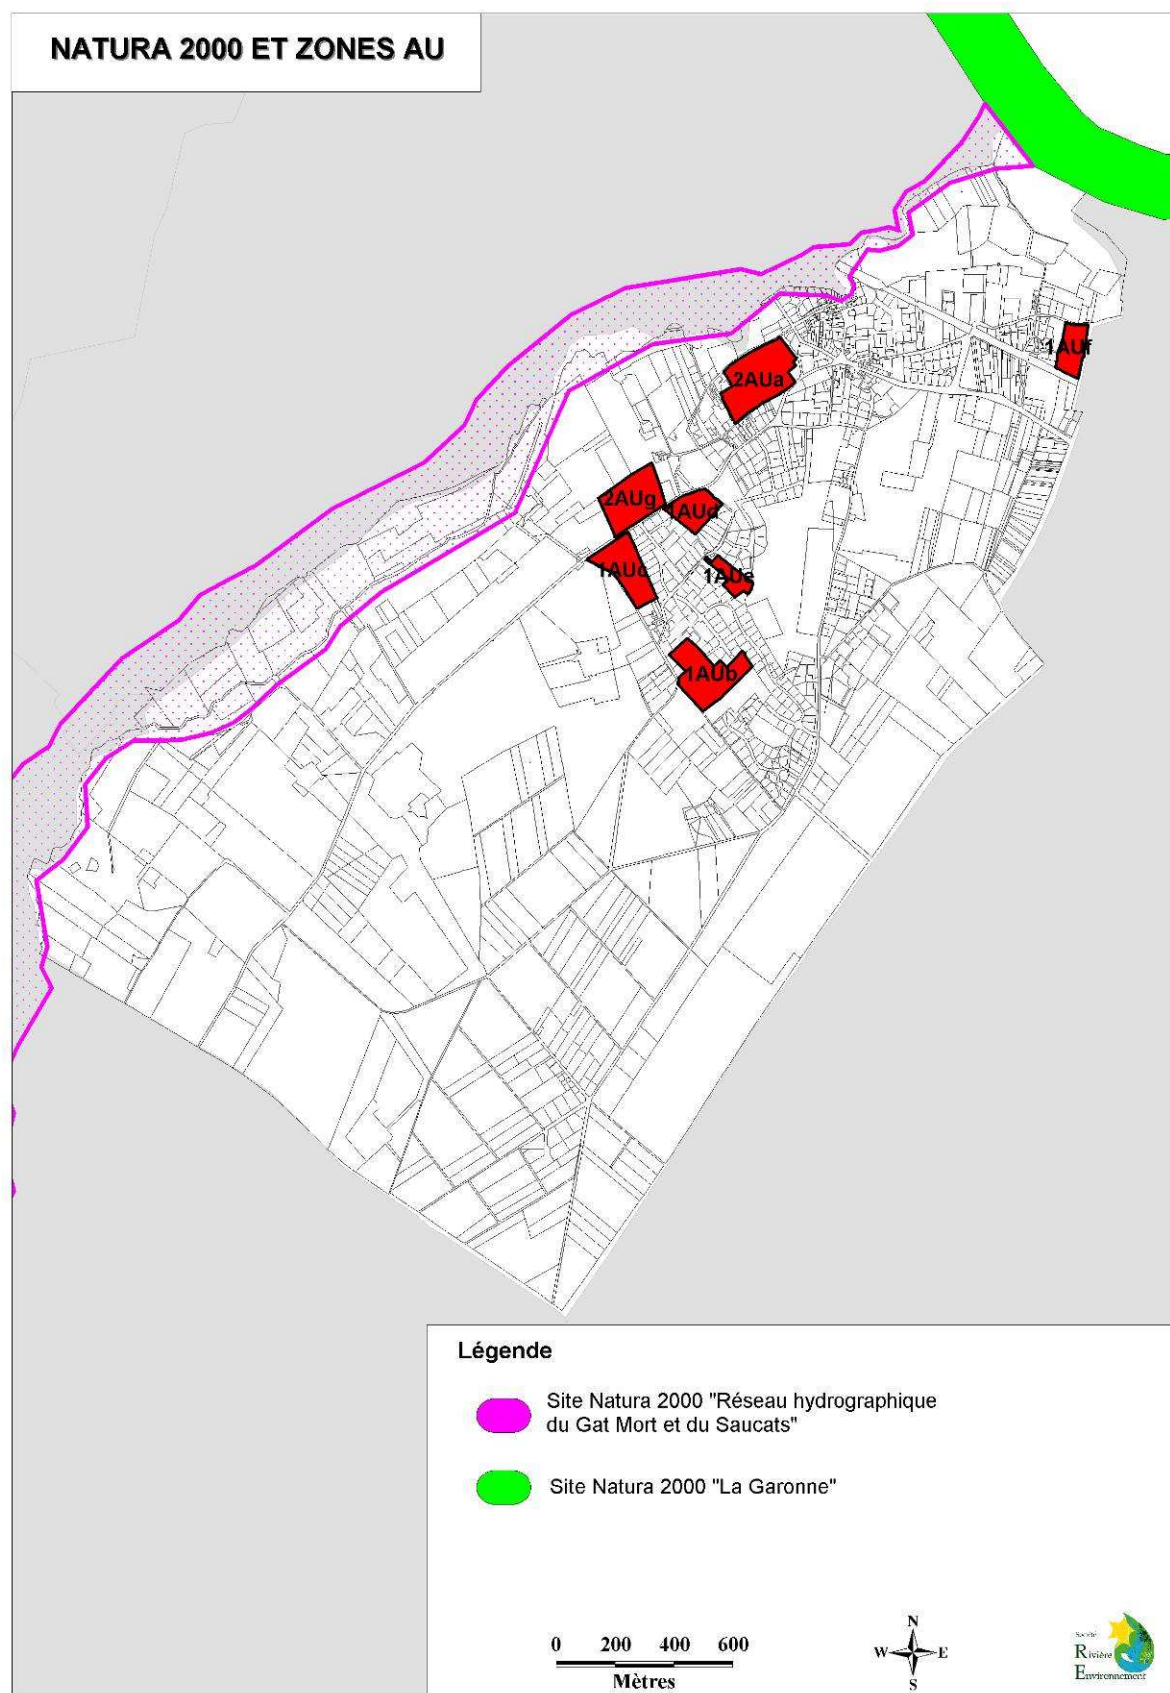 NATURA 2000 ET ZONES AU
1AUf
2AUa
2AUg
1AUd
1AUc
1AUe
1AUb
Légende
Site Natura 2000 "Réseau hydrographique
du Gat Mort et du Saucats"
Site Natura 2000 "La Garonne"
0 200 400 600
Mètres
N
W E
S
Société
Rivière
Environnement